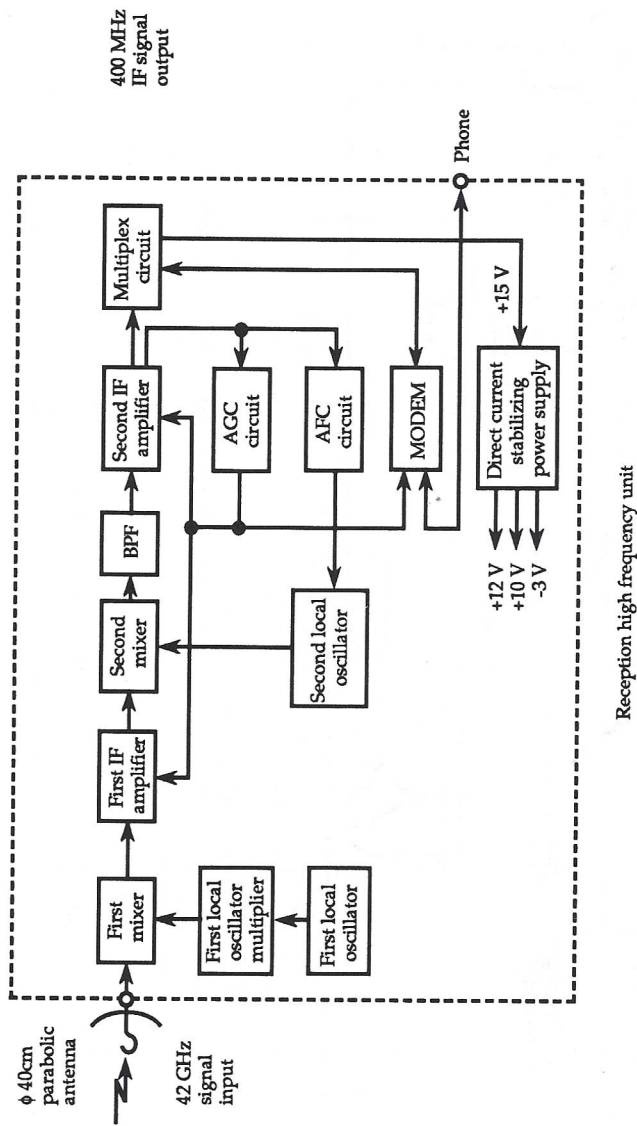 φ 40cm
parabolic
antenna
42 GHz
signal
input
First
mixer
First local
oscillator
multiplier
First local
oscillator
First IF
amplifier
Second
mixer
Second local
oscillator
BPF
Second IF
amplifier
AGC
circuit
AFC
circuit
MODEM
Multiplex
circuit
400 MHz
IF signal
output
Phone
+15 V
Direct current
stabilizing
power supply
+12 V
+10 V
-3 V
Reception high frequency unit